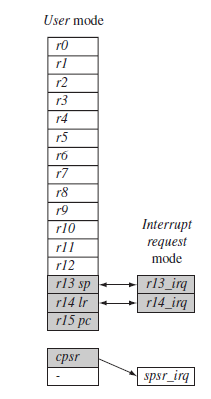 User mode
r0
r1
r2
r3
r4
r5
r6
r7
r8
r9
r10
r11
r12
r13 sp
r14 lr
r15 pc
cpsr
-
Interrupt
request
mode
r13_irq
r14_irq
spsr_irq